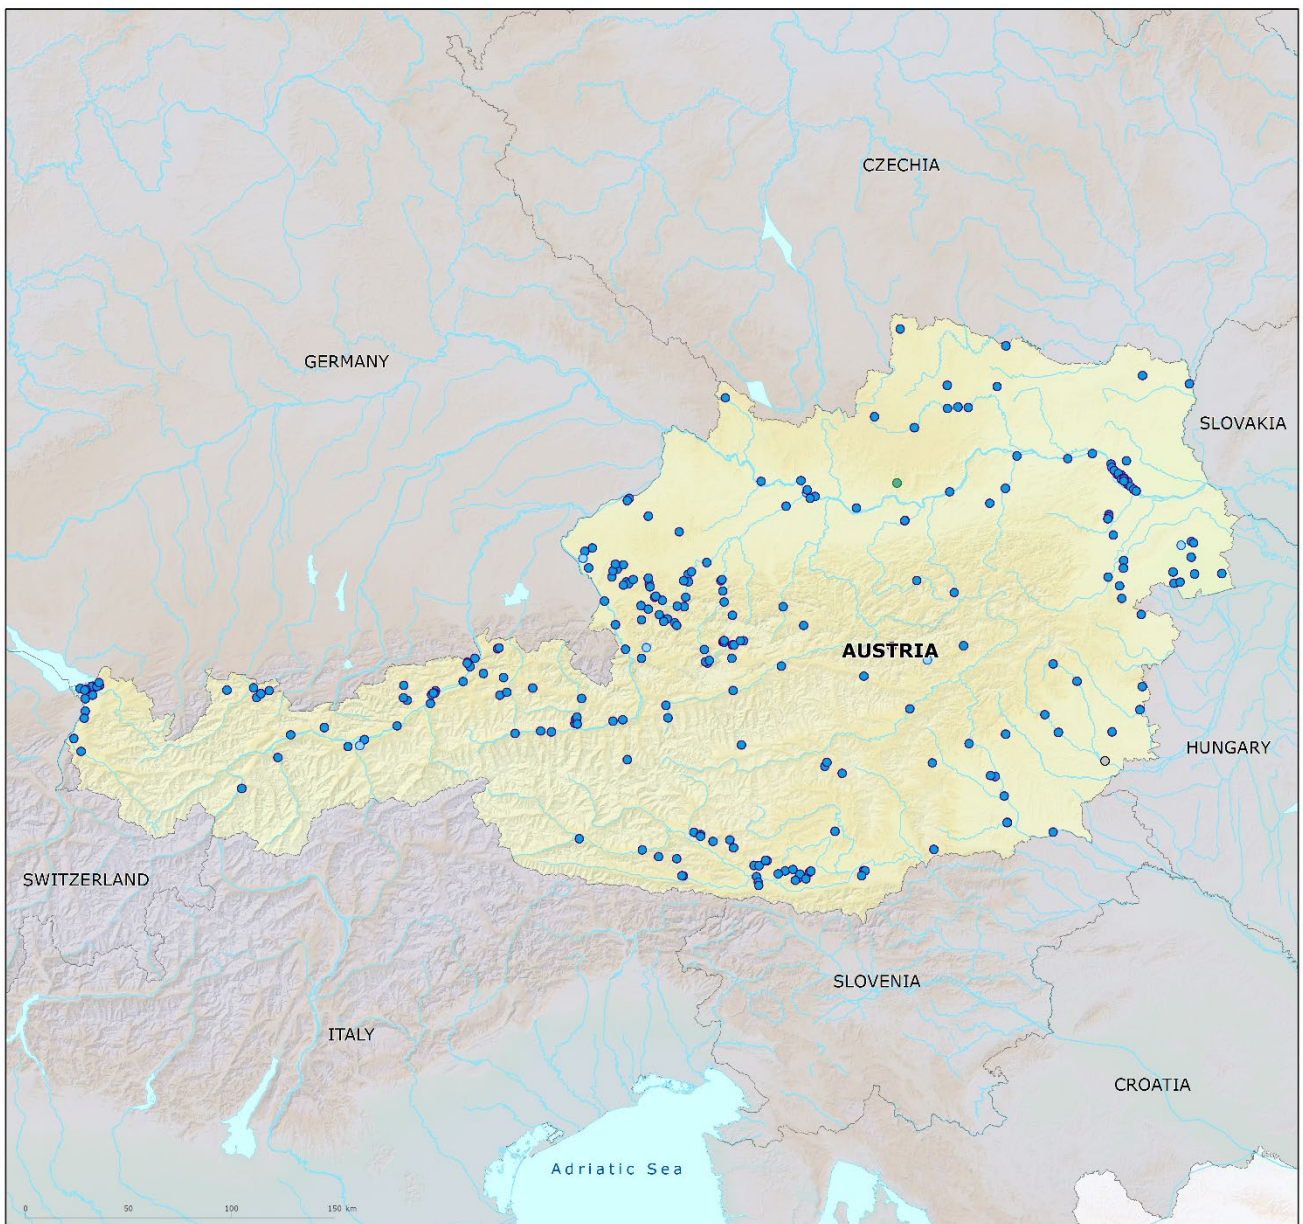 CZECHIA
GERMANY
SLOVAKIA
AUSTRIA
HUNGARY
SWITZERLAND
SLOVENIA
ITALY
CROATIA
Adriatic Sea
0 50 100 150 km